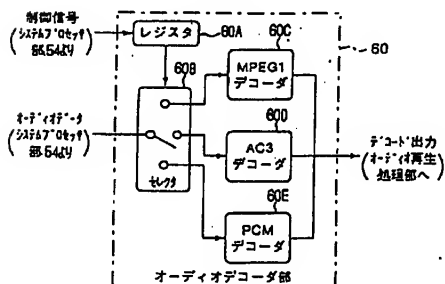 制御信号
(システムプロセッサ
部54より)
レジスタ
60A
60C
60
60B
MPEG1
デコーダ
オーディオデータ
(システムプロセッサ
部54より)
60D
AC3
デコーダ
デコード出力
(オーディオ再生
処理部へ)
セレクタ
60E
PCM
デコーダ
オーディオデコーダ部